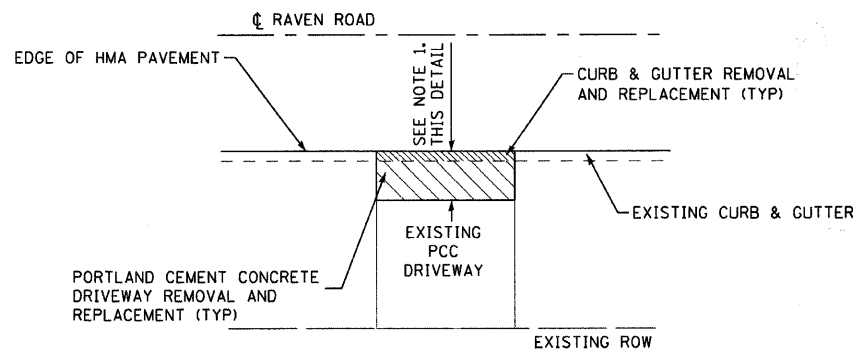 ℄ RAVEN ROAD
EDGE OF HMA PAVEMENT
SEE NOTE 1.
THIS DETAIL
CURB & GUTTER REMOVAL
AND REPLACEMENT (TYP)
EXISTING CURB & GUTTER
EXISTING
PCC
DRIVEWAY
PORTLAND CEMENT CONCRETE
DRIVEWAY REMOVAL AND
REPLACEMENT (TYP)
EXISTING ROW